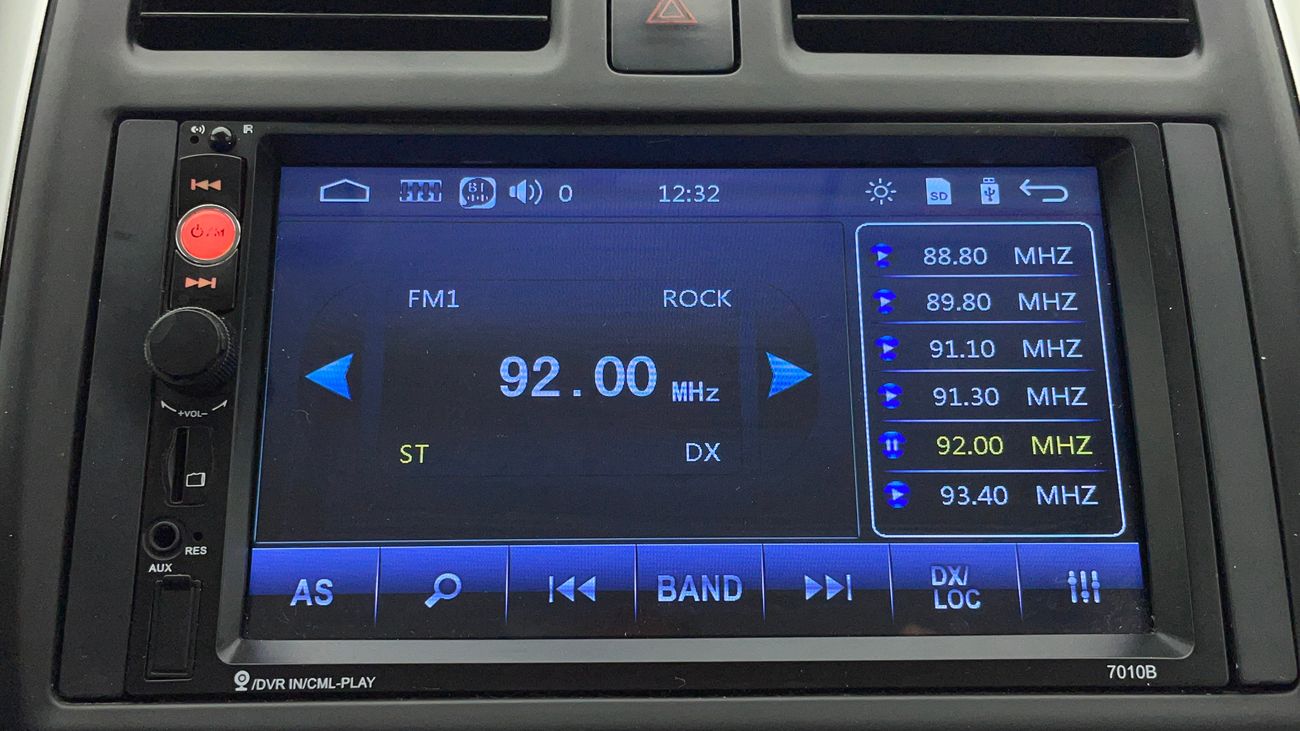 IR
0 12:32 SD
⏻/M
FM1 ROCK
92.00 MHz
ST DX
88.80 MHZ
89.80 MHZ
91.10 MHZ
91.30 MHZ
92.00 MHZ
93.40 MHZ
+VOL-
RES
AUX
AS BAND DX/
LOC
/DVR IN/CML-PLAY
7010B